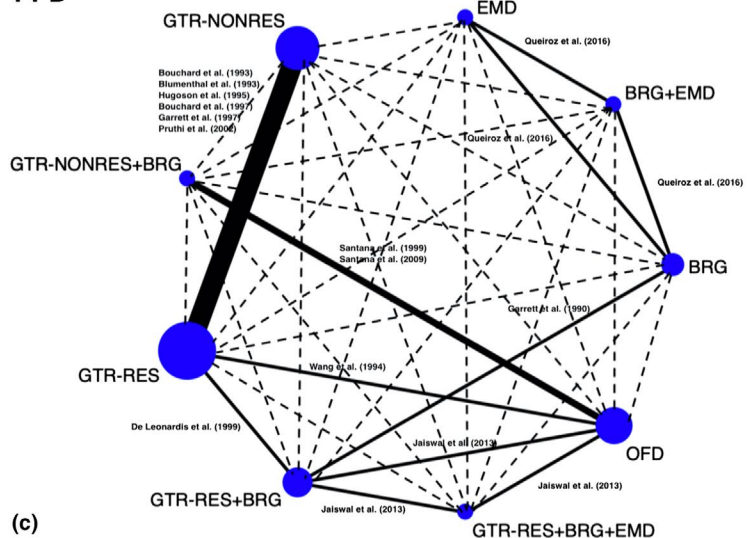 EMD
GTR-NONRES
Queiroz et al. (2016)
Bouchard et al. (1993)
Blumenthal et al. (1993)
Hugoson et al. (1995)
Bouchard et al. (1997)
Garrett et al. (1997)
Pruthi et al. (2002)
BRG+EMD
Queiroz et al. (2016)
GTR-NONRES+BRG
Queiroz et al. (2016)
Santana et al. (1999)
Santana et al. (2009)
BRG
Garrett et al. (1990)
GTR-RES
Wang et al. (1994)
De Leonardis et al. (1999)
Jaiswal et al. (2013)
OFD
GTR-RES+BRG
Jaiswal et al. (2013)
Jaiswal et al. (2013)
(c)
GTR-RES+BRG+EMD